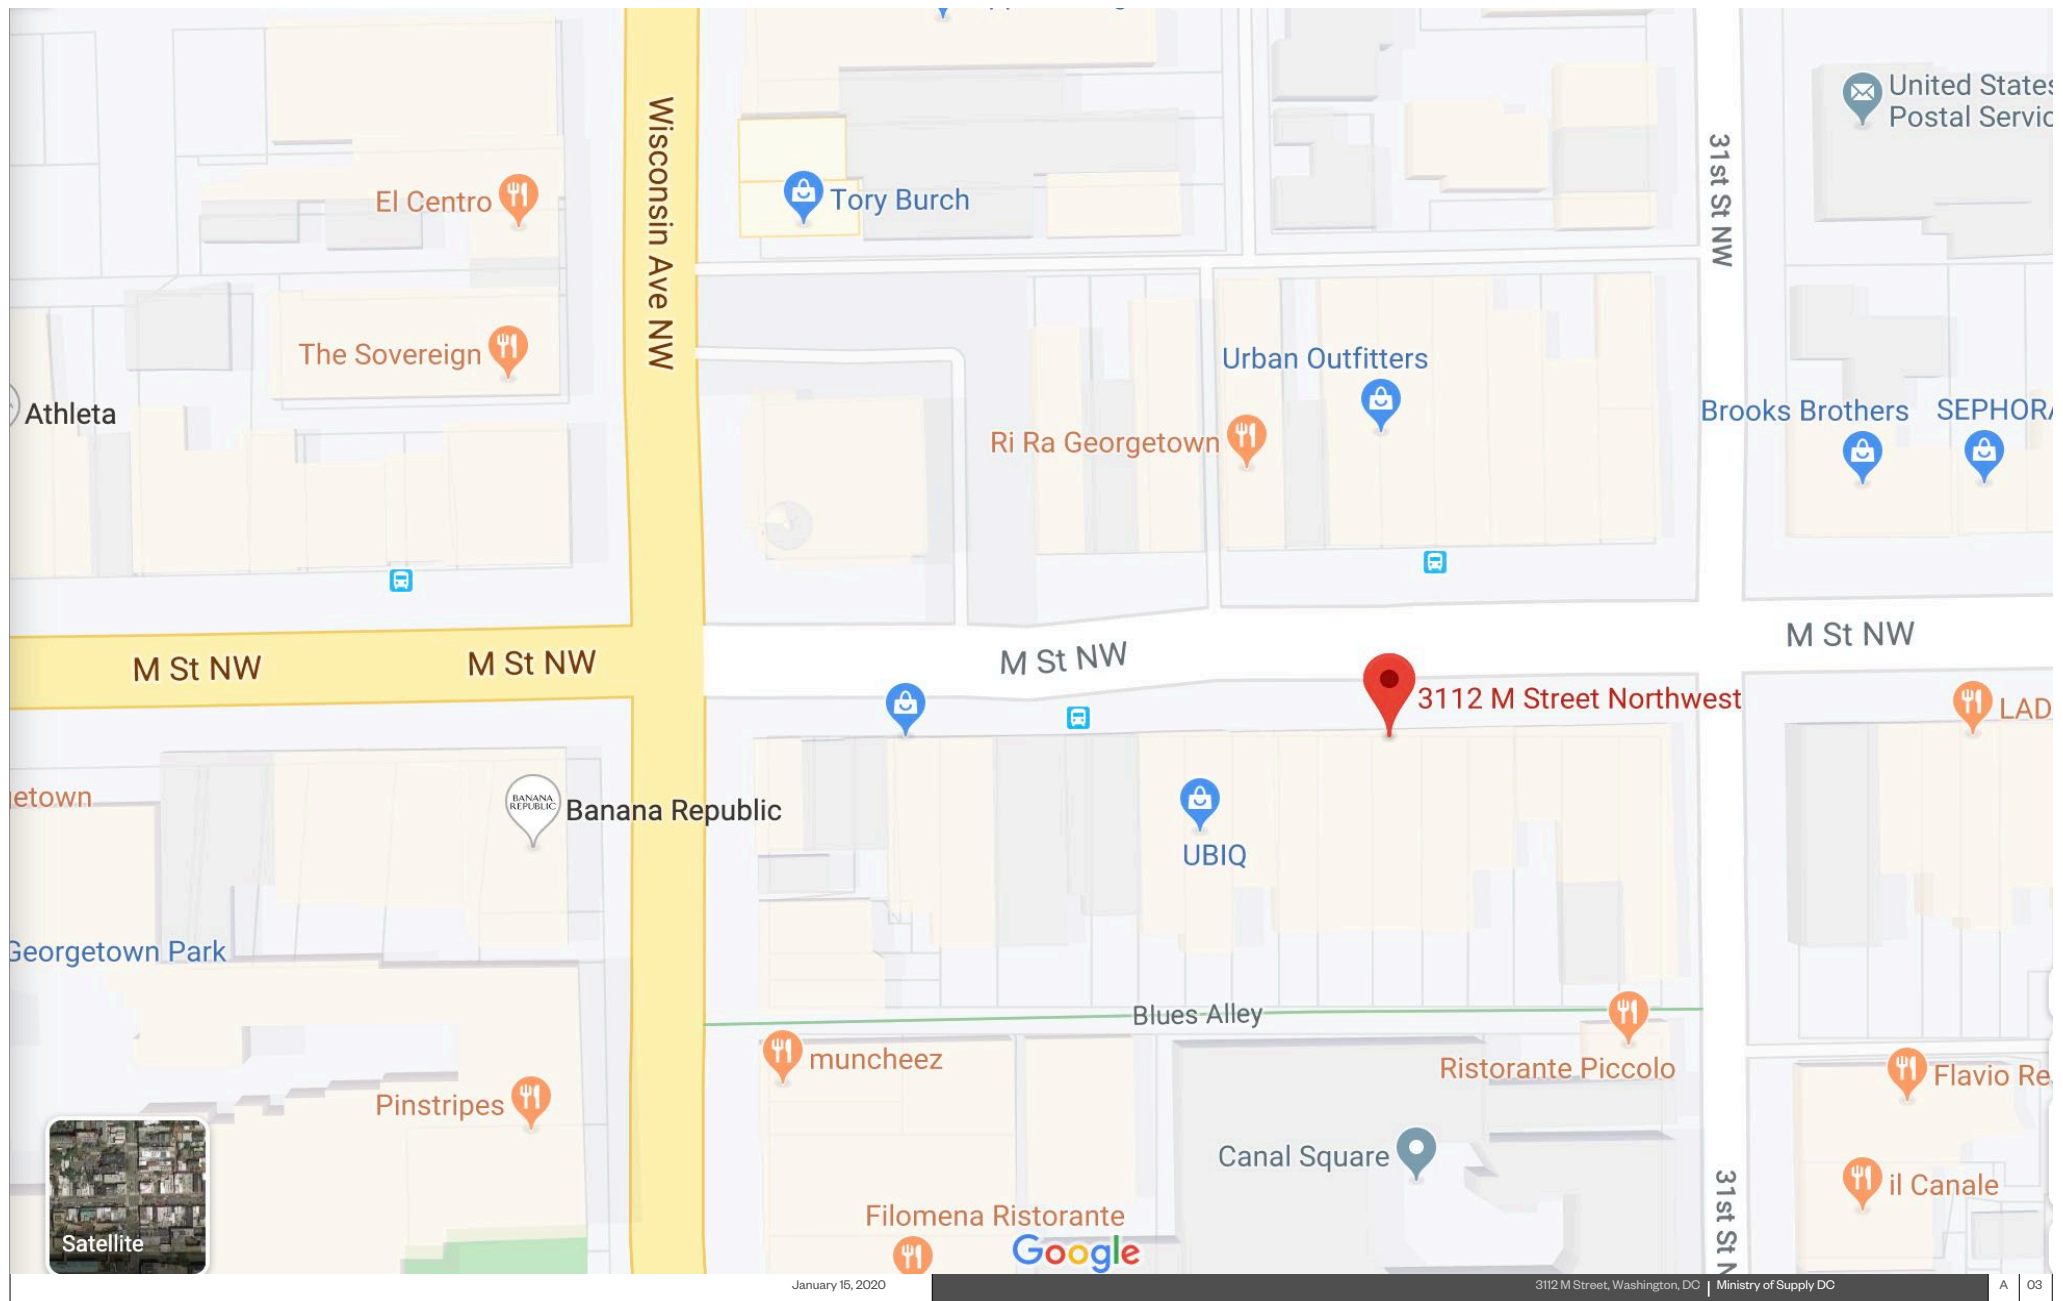 Wisconsin Ave NW
31st St NW
United States
Postal Servic
El Centro
Tory Burch
The Sovereign
Urban Outfitters
Athleta
Ri Ra Georgetown
Brooks Brothers
SEPHORA
M St NW
M St NW
M St NW
M St NW
3112 M Street Northwest
LAD
etown
BANANA
REPUBLIC
Banana Republic
UBIQ
Georgetown Park
Blues Alley
muncheez
Ristorante Piccolo
Flavio Re
Pinstripes
Canal Square
il Canale
31st St N
Filomena Ristorante
Satellite
Google
January 15, 2020
3112 M Street, Washington, DC | Ministry of Supply DC
A
03